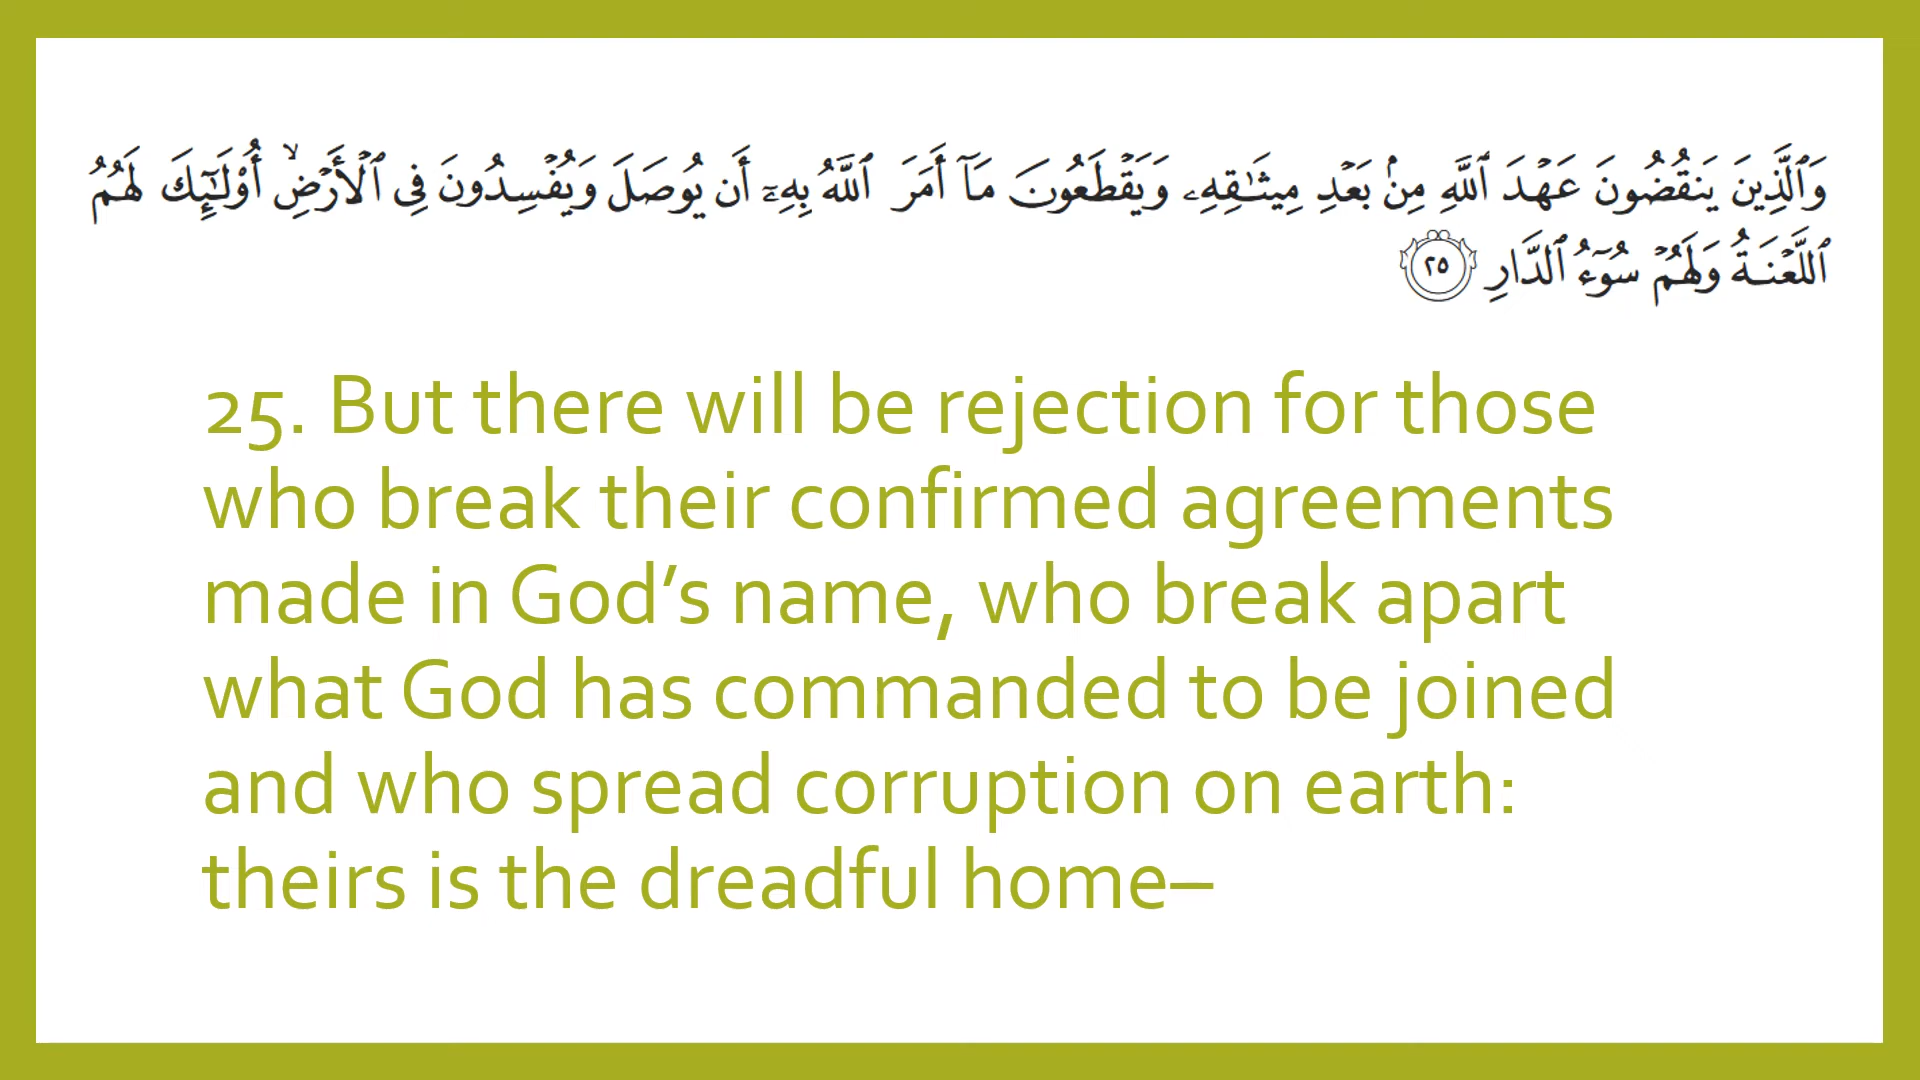 وَٱلَّذِينَ يَنقُضُونَ عَهْدَ ٱللَّهِ مِنۢ بَعْدِ مِيثَـٰقِهِۦ وَيَقْطَعُونَ مَآ أَمَرَ ٱللَّهُ بِهِۦٓ أَن يُوصَلَ وَيُفْسِدُونَ فِى ٱلْأَرْضِ ۙ أُو۟لَـٰٓئِكَ لَهُمُ
ٱللَّعْنَةُ وَلَهُمْ سُوٓءُ ٱلدَّارِ ٢٥
25. But there will be rejection for those
who break their confirmed agreements
made in God’s name, who break apart
what God has commanded to be joined
and who spread corruption on earth:
theirs is the dreadful home–